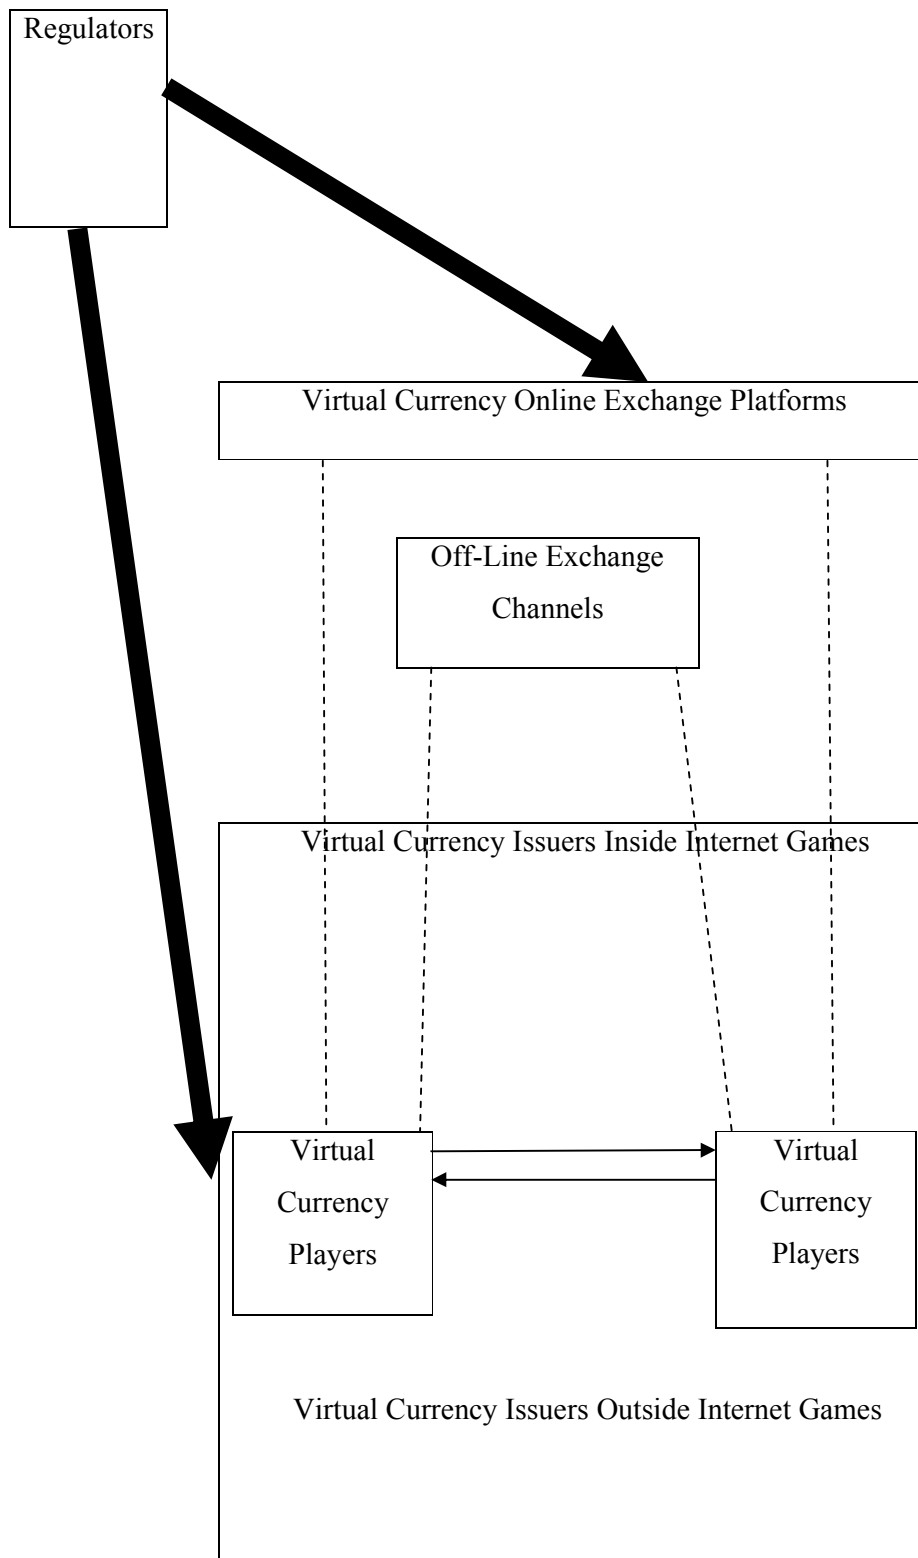 Regulators
Virtual Currency Online Exchange Platforms
Off-Line Exchange
Channels
Virtual Currency Issuers Inside Internet Games
Virtual
Currency
Players
Virtual
Currency
Players
Virtual Currency Issuers Outside Internet Games